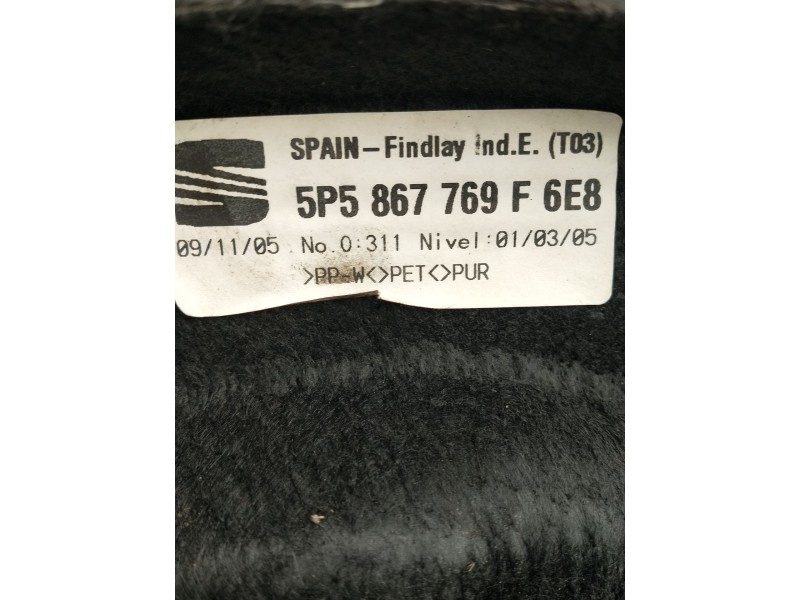 SPAIN-Findlay Ind.E. (T03)
5P5 867 769 F 6E8
09/11/05 No.O:311 Nivel:01/03/05
>PP-W<>PET<>PUR